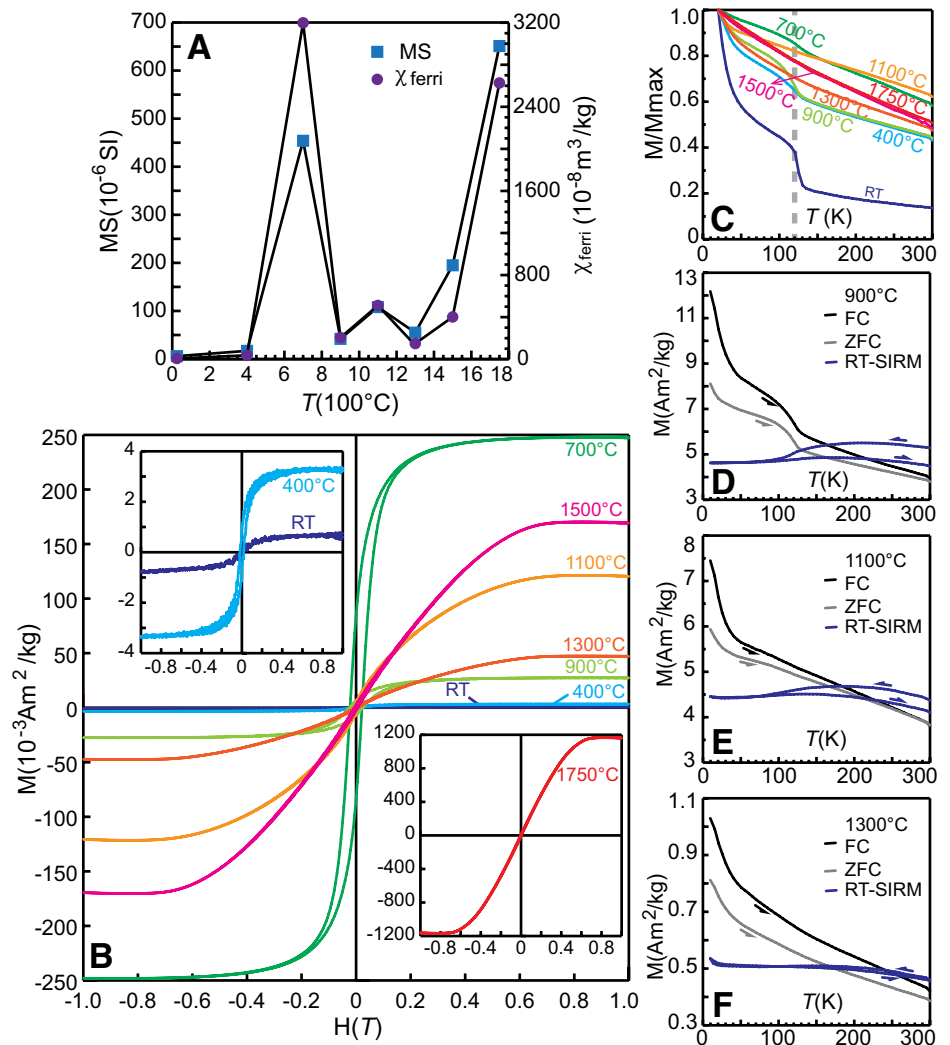 A
MS
χferri
MS(10⁻⁶SI)
700
600
500
400
300
200
100
0
3200
2400
1600
800
0
χferri (10⁻⁸m³/kg)
0 2 4 6 8 10 12 14 16 18
T(100°C)
B
M(10⁻³Am²/kg)
250
200
150
100
50
0
-50
-100
-150
-200
-250
-1.0 -0.8 -0.6 -0.4 -0.2 0 0.2 0.4 0.6 0.8 1.0
H(T)
700°C
1500°C
1100°C
1300°C
900°C
RT
400°C
4
2
0
-2
-4
-0.8 -0.4 0 0.4 0.8
400°C
RT
1200
800
400
0
-400
-800
-1200
-0.8 -0.4 0 0.4 0.8
1750°C
C
M/Mmax
1.0
0.8
0.6
0.4
0.2
0
700°C
1100°C
1750°C
1500°C
1300°C
900°C
400°C
RT
T (K)
0 100 200 300
D
M(Am²/kg)
13
11
9
7
5
3
900°C
FC
ZFC
RT-SIRM
T(K)
0 100 200 300
E
M(Am²/kg)
8
7
6
5
4
3
1100°C
FC
ZFC
RT-SIRM
T(K)
0 100 200 300
F
M(Am²/kg)
1.1
0.9
0.7
0.5
0.3
1300°C
FC
ZFC
RT-SIRM
T(K)
0 100 200 300